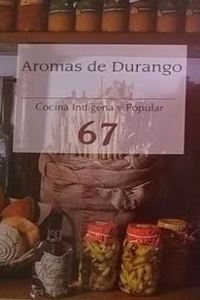 Aromas de Durango
Cocina Indígena y Popular
67